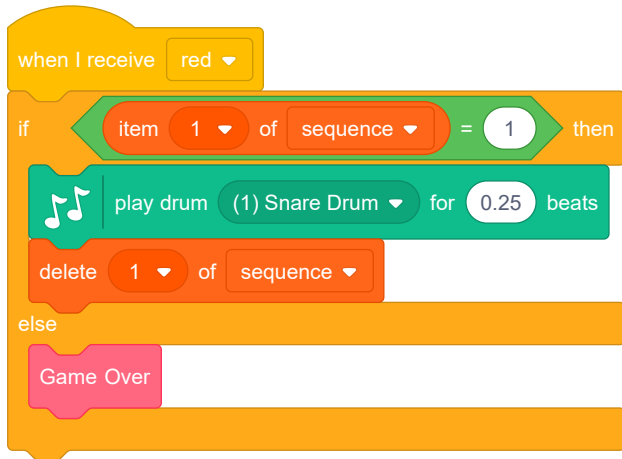 when I receive red
if item 1 of sequence = 1 then
play drum (1) Snare Drum for 0.25 beats
delete 1 of sequence
else
Game Over